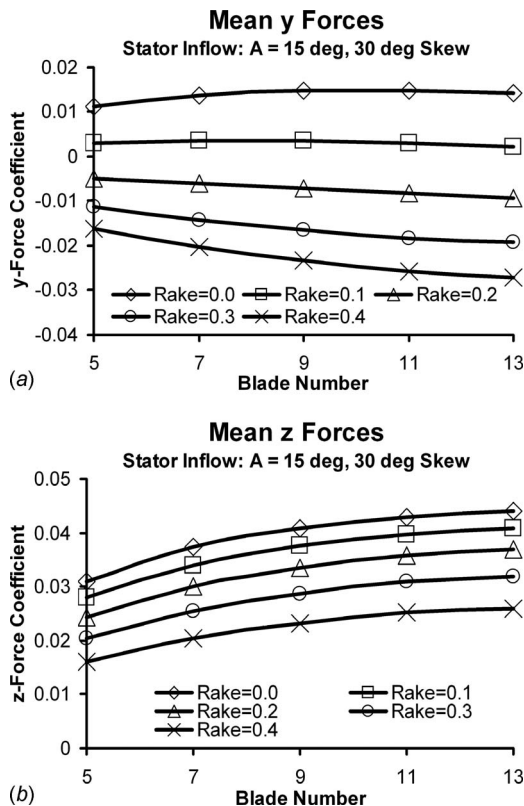 Mean y Forces
Stator Inflow: A = 15 deg, 30 deg Skew
0.02
0.01
0
-0.01
-0.02
-0.03
-0.04
y-Force Coefficient
Rake=0.0 Rake=0.1 Rake=0.2
Rake=0.3 Rake=0.4
5 7 9 11 13
(a) Blade Number
Mean z Forces
Stator Inflow: A = 15 deg, 30 deg Skew
0.05
0.04
0.03
0.02
0.01
0
z-Force Coefficient
Rake=0.0 Rake=0.1
Rake=0.2 Rake=0.3
Rake=0.4
5 7 9 11 13
(b) Blade Number